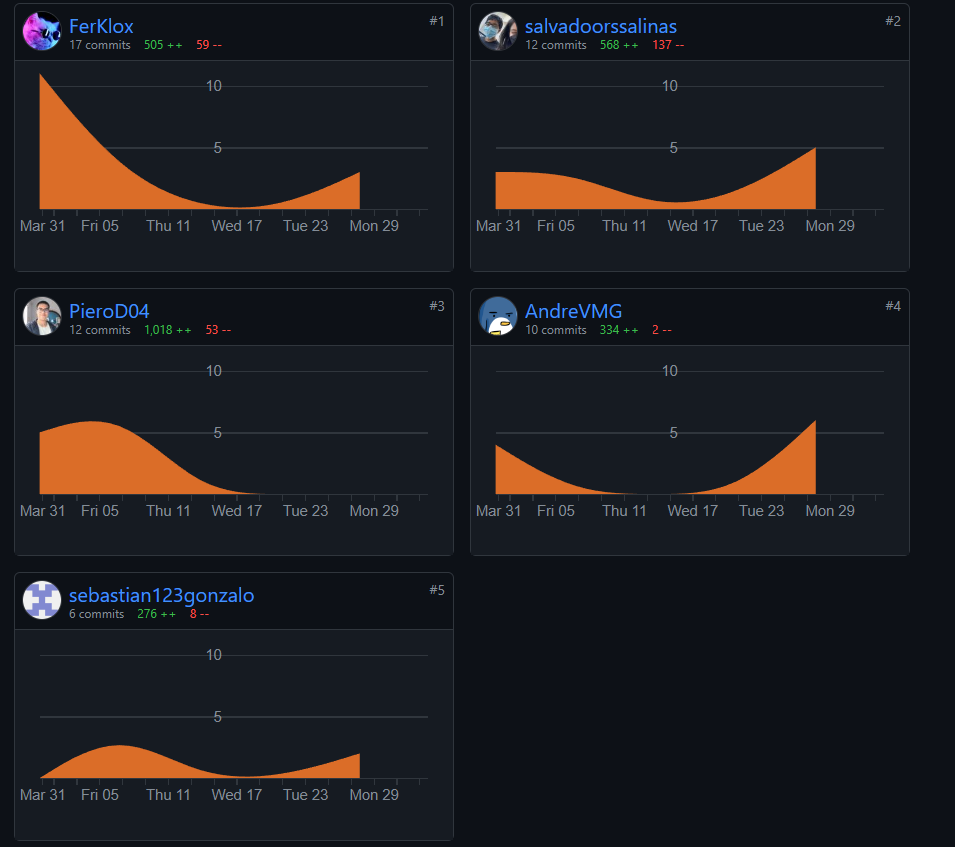 FerKlox #1
17 commits 505 ++ 59 --
10
5
Mar 31 Fri 05 Thu 11 Wed 17 Tue 23 Mon 29
salvadoorssalinas #2
12 commits 568 ++ 137 --
10
5
Mar 31 Fri 05 Thu 11 Wed 17 Tue 23 Mon 29
PieroD04 #3
12 commits 1,018 ++ 53 --
10
5
Mar 31 Fri 05 Thu 11 Wed 17 Tue 23 Mon 29
AndreVMG #4
10 commits 334 ++ 2 --
10
5
Mar 31 Fri 05 Thu 11 Wed 17 Tue 23 Mon 29
sebastian123gonzalo #5
6 commits 276 ++ 8 --
10
5
Mar 31 Fri 05 Thu 11 Wed 17 Tue 23 Mon 29